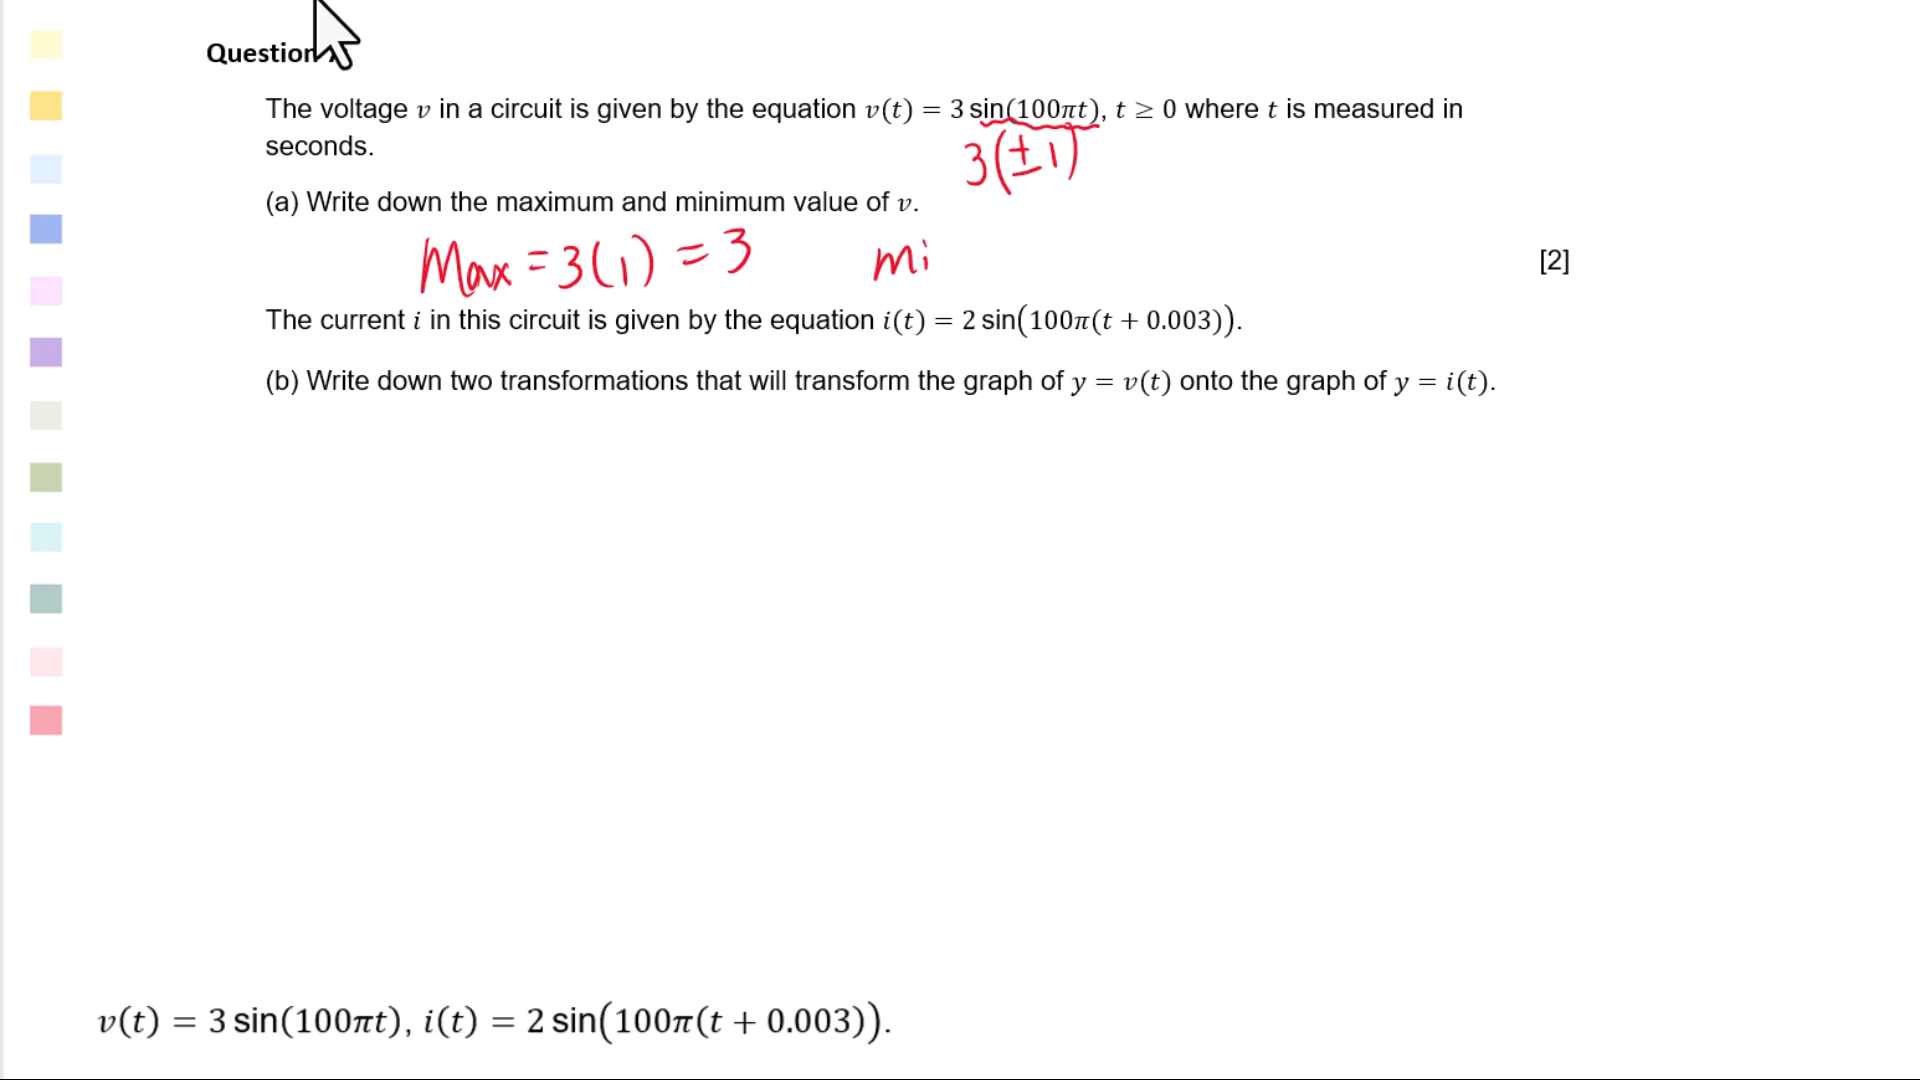 Question
The voltage v in a circuit is given by the equation v(t) = 3 sin(100πt), t ≥ 0 where t is measured in
seconds.
3(±1)
(a) Write down the maximum and minimum value of v.
Max = 3(1) = 3 mi
[2]
The current i in this circuit is given by the equation i(t) = 2 sin(100π(t + 0.003)).
(b) Write down two transformations that will transform the graph of y = v(t) onto the graph of y = i(t).
v(t) = 3 sin(100πt), i(t) = 2 sin(100π(t + 0.003)).